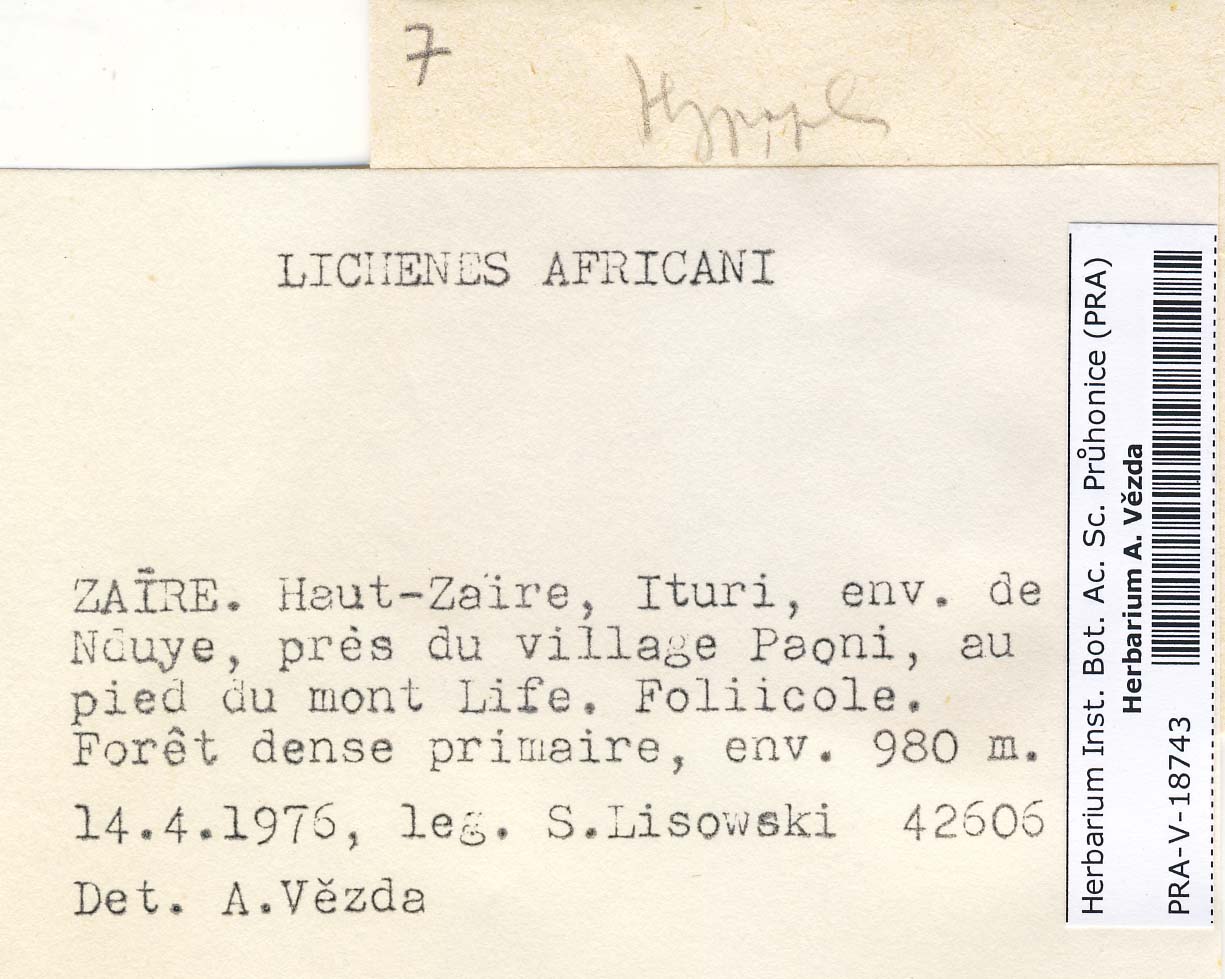 7
LICHENES AFRICANI
ZAÏRE. Haut-Zaïre, Ituri, env. de
Nduye, près du village Paoni, au
pied du mont Life. Foliicole.
Forêt dense primaire, env. 980 m.
14.4.1976, leg. S.Lisowski 42606
Det. A.Vězda
Herbarium Inst. Bot. Ac. Sc. Průhonice (PRA)
Herbarium A. Vězda
PRA-V-18743